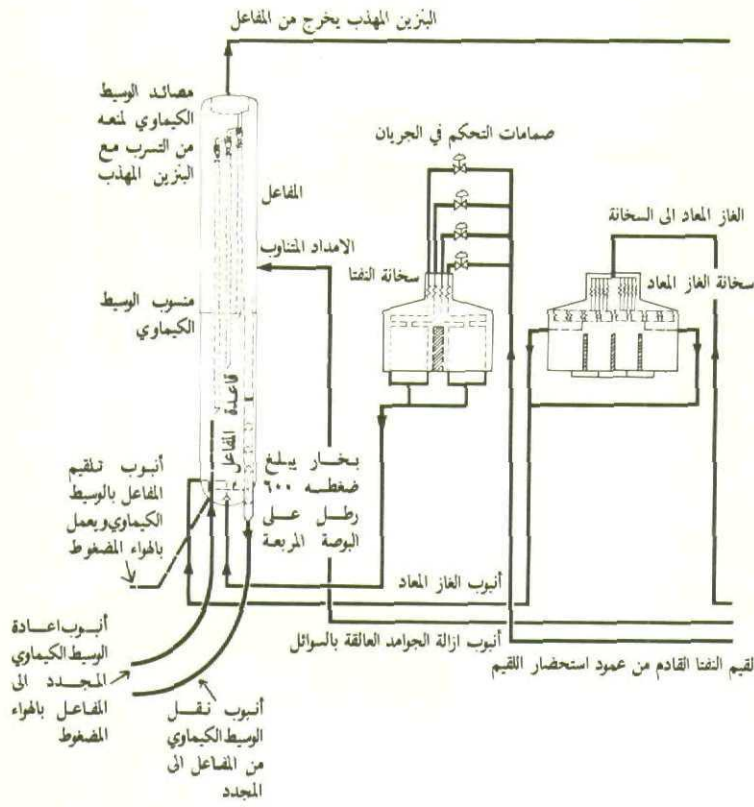 البنزين المهذب يخرج من المفاعل
مصائد الوسيط
الكيماوي لمنعه
من التسرب مع
البنزين المهذب
صمامات التحكم في الجريان
المفاعل
الغاز المعاد الى السخانة
الامداد المتناوب
سخانة النفتا
سخانة الغاز المعاد
منسوب الوسيط
الكيماوي
قاعدة المفاعل
بخار يبلغ
ضغطه ٦٠٠
رطل على
البوصة المربعة
أنبوب تلقيم
المفاعل بالوسيط
الكيماوي ويعمل
بالهواء المضغوط
أنبوب الغاز المعاد
أنبوب اعادة
الوسيط الكيماوي
المجدد الى
المفاعل بالهواء
المضغوط
أنبوب ازالة الجوامد العالقة بالسوائل
لقيم النفتا القادم من عمود استحضار اللقيم
أنبوب نقل
الوسيط الكيماوي
من المفاعل الى
المجدد